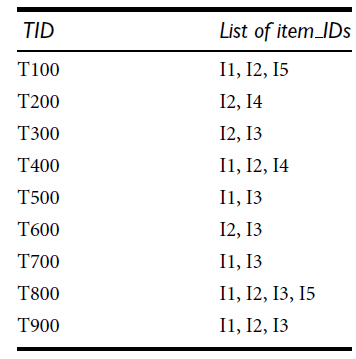 TID List of item_IDs
T100 I1, I2, I5
T200 I2, I4
T300 I2, I3
T400 I1, I2, I4
T500 I1, I3
T600 I2, I3
T700 I1, I3
T800 I1, I2, I3, I5
T900 I1, I2, I3